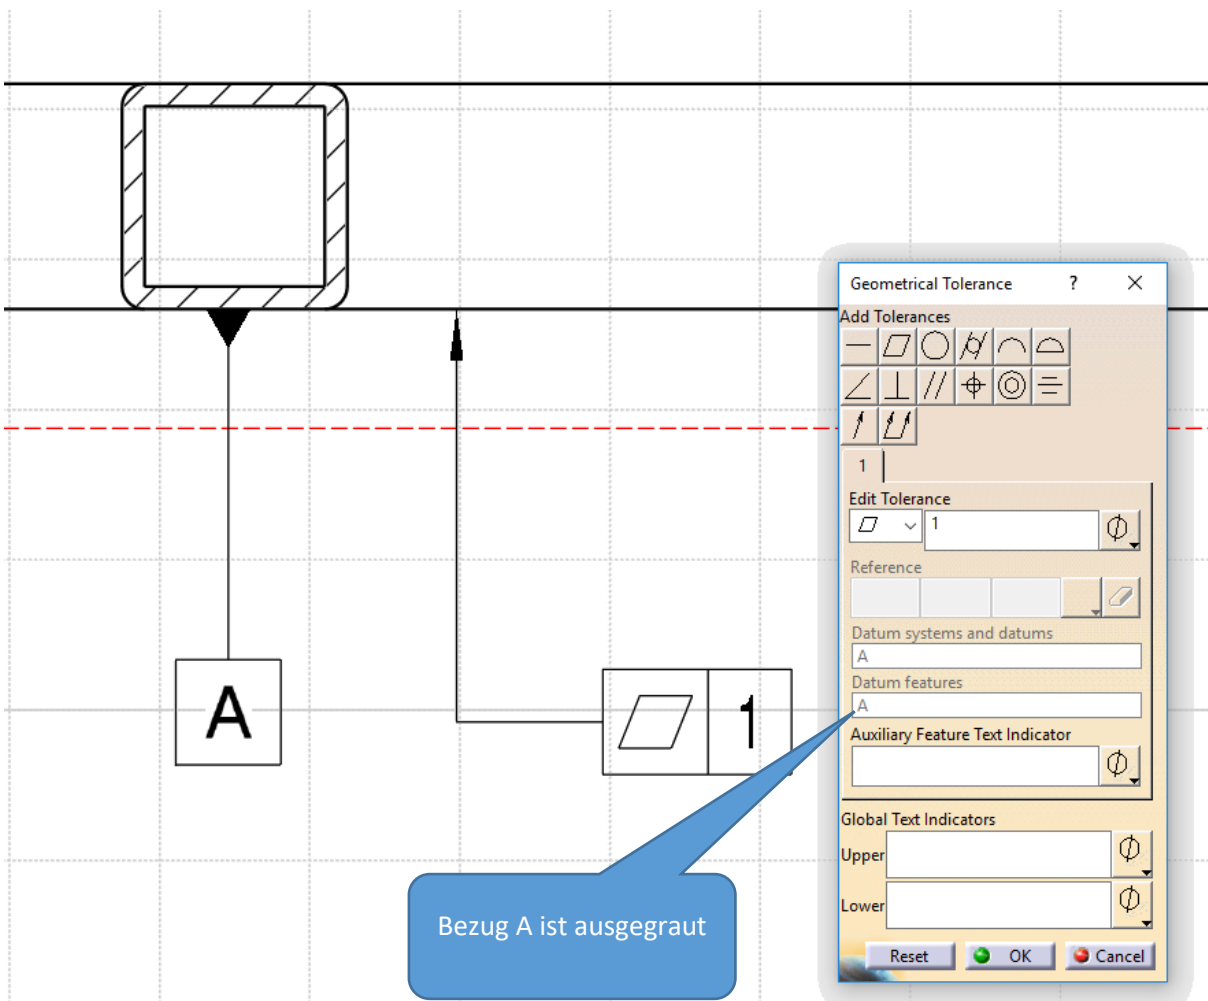 A
1
Bezug A ist ausgegraut
Geometrical Tolerance ? ×
Add Tolerances
1
Edit Tolerance
1
Reference
Datum systems and datums
A
Datum features
A
Auxiliary Feature Text Indicator
Global Text Indicators
Upper
Lower
Reset OK Cancel